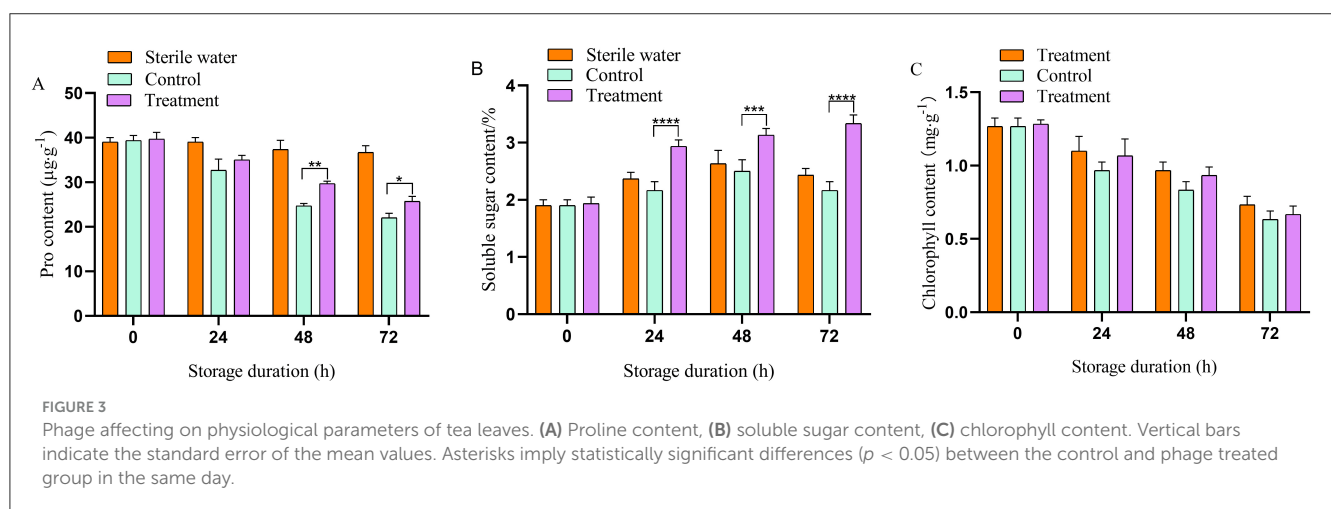 A
Sterile water
Control
Treatment
Pro content (μg·g⁻¹)
50
40
30
20
10
0
**
*
0 24 48 72
Storage duration (h)
B
Sterile water
Control
Treatment
Soluble sugar content/%
4
3
2
1
0
****
***
****
0 24 48 72
Storage duration (h)
C
Treatment
Control
Treatment
Chlorophyll content (mg·g⁻¹)
1.5
1.0
0.5
0.0
0 24 48 72
Storage duration (h)
FIGURE 3
Phage affecting on physiological parameters of tea leaves. (A) Proline content, (B) soluble sugar content, (C) chlorophyll content. Vertical bars
indicate the standard error of the mean values. Asterisks imply statistically significant differences (p < 0.05) between the control and phage treated
group in the same day.